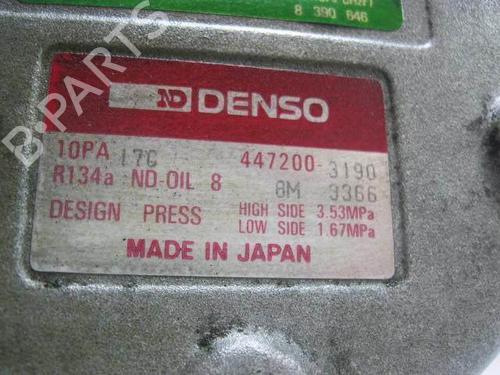 8 390 646
B-PARTS
ND DENSO
10PA 17C 447200-3190
R134a ND-OIL 8 8M 3366
DESIGN PRESS HIGH SIDE 3.53MPa
LOW SIDE 1.67MPa
MADE IN JAPAN